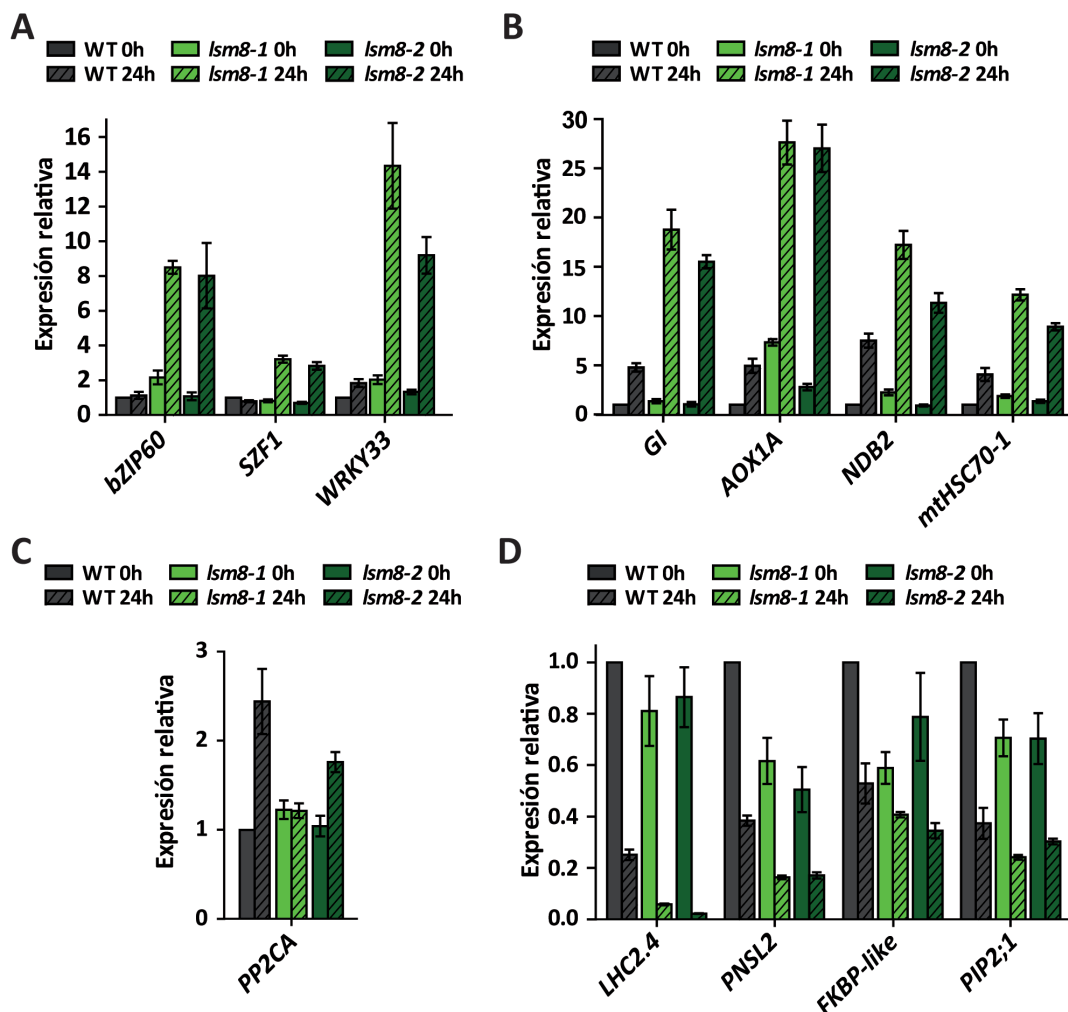 A
WT 0h lsm8-1 0h lsm8-2 0h
WT 24h lsm8-1 24h lsm8-2 24h
Expresión relativa
16
14
12
10
8
6
4
2
0
bZIP60 SZF1 WRKY33
B
WT 0h lsm8-1 0h lsm8-2 0h
WT 24h lsm8-1 24h lsm8-2 24h
Expresión relativa
30
25
20
15
10
5
0
GI AOX1A NDB2 mtHSC70-1
C
WT 0h lsm8-1 0h lsm8-2 0h
WT 24h lsm8-1 24h lsm8-2 24h
Expresión relativa
3
2
1
0
PP2CA
D
WT 0h lsm8-1 0h lsm8-2 0h
WT 24h lsm8-1 24h lsm8-2 24h
Expresión relativa
1.0
0.8
0.6
0.4
0.2
0.0
LHC2.4 PNSL2 FKBP-like PIP2;1